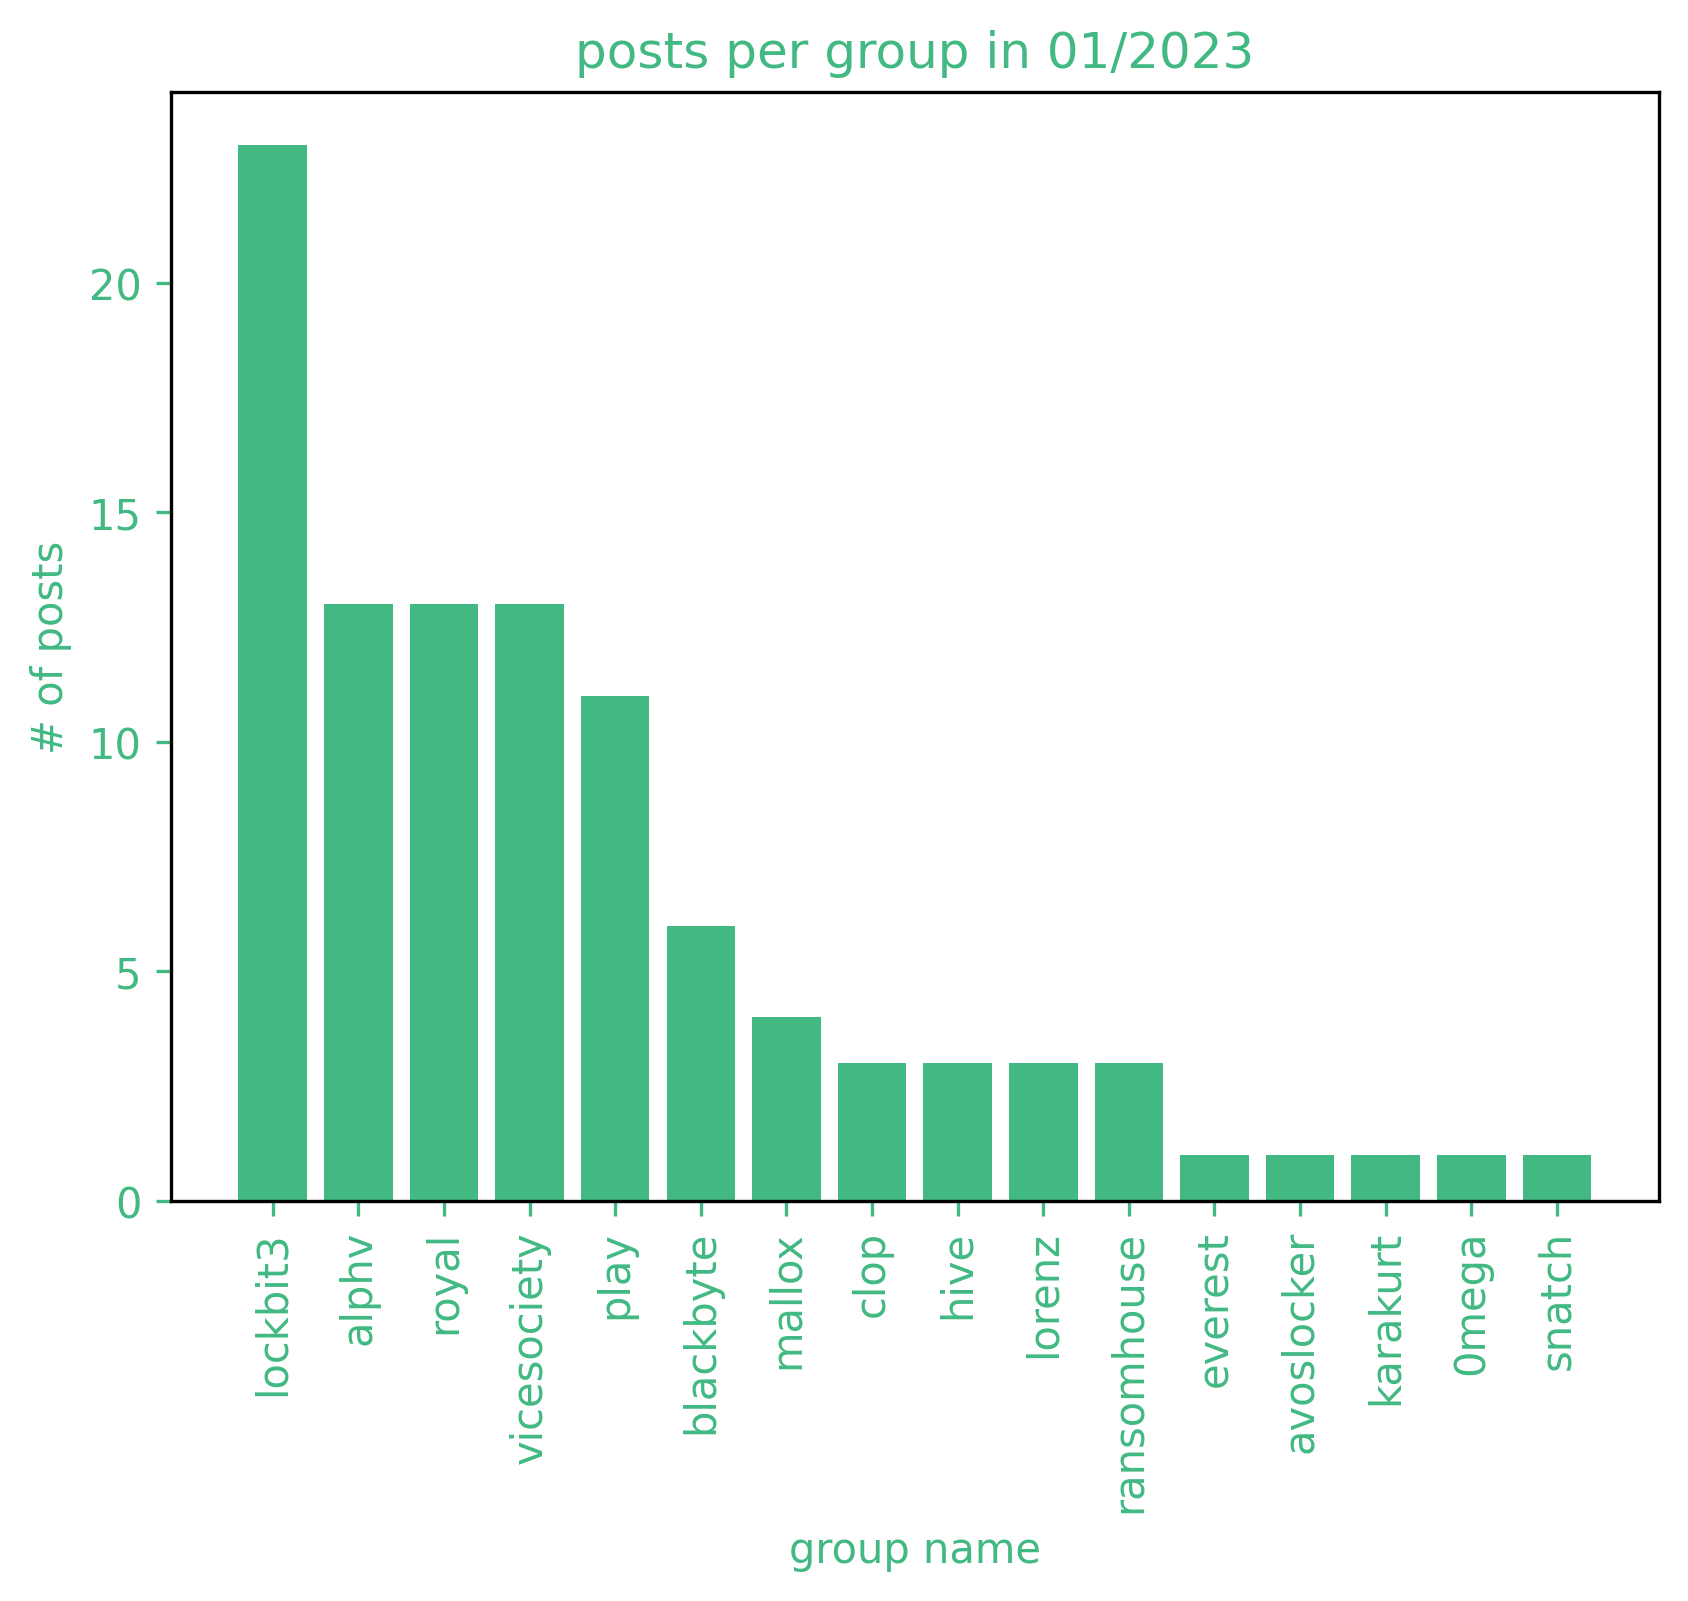 posts per group in 01/2023
# of posts
20
15
10
5
0
lockbit3
alphv
royal
vicesociety
play
blackbyte
mallox
clop
hive
lorenz
ransomhouse
everest
avoslocker
karakurt
0mega
snatch
group name